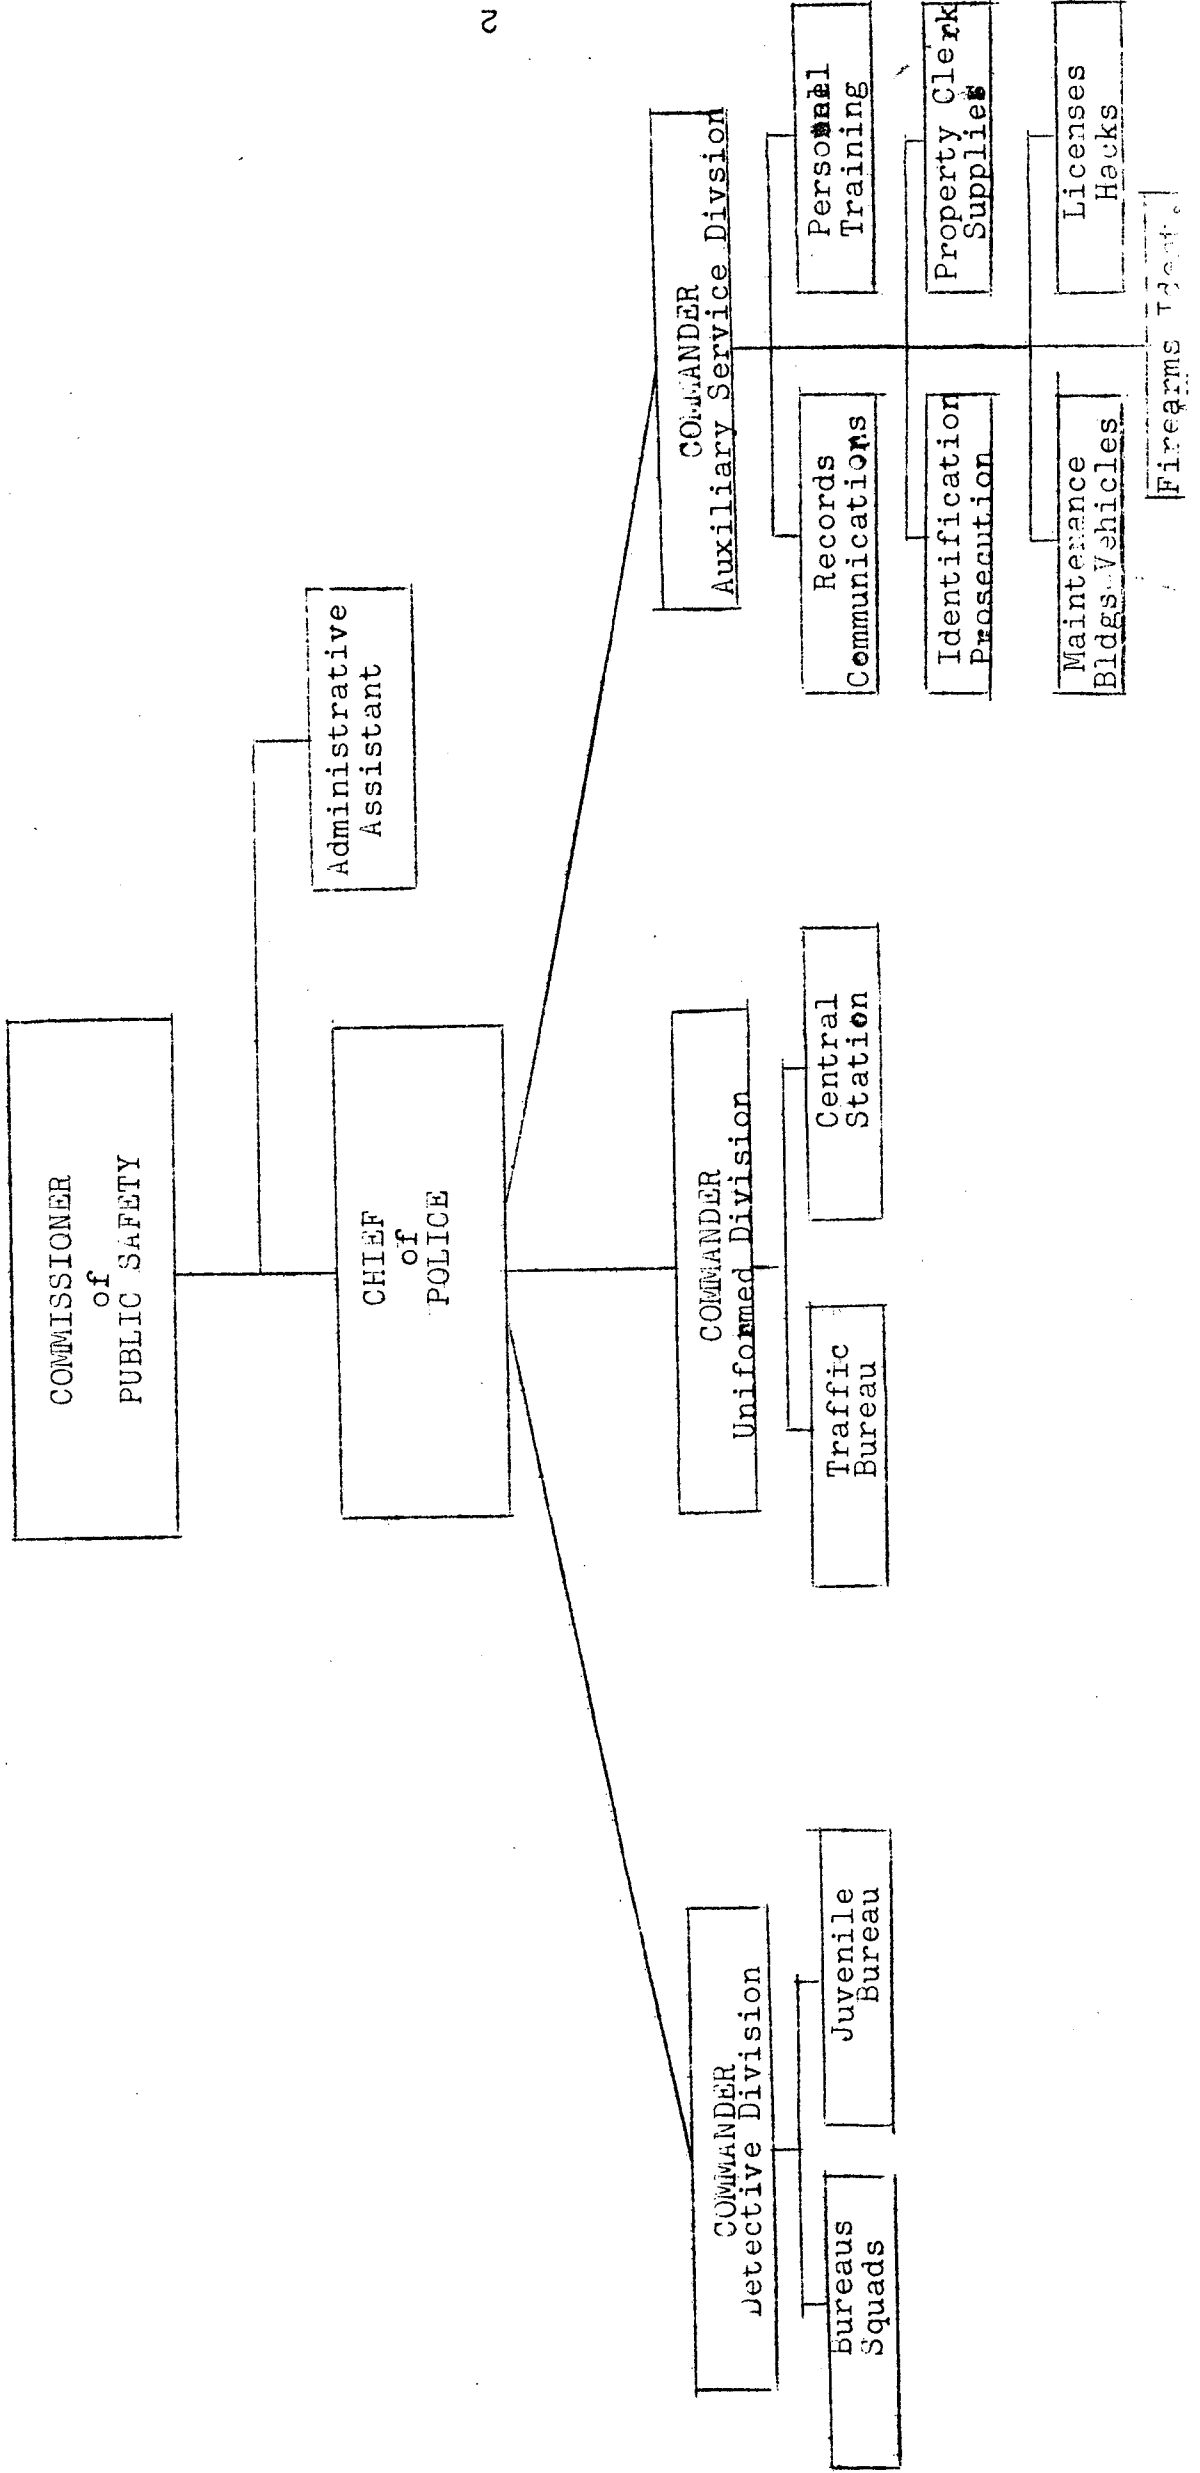 2
COMMISSIONER
of
PUBLIC SAFETY
Administrative
Assistant
CHIEF
of
POLICE
COMMANDER
Detective Division
Bureaus
Squads
Juvenile
Bureau
COMMANDER
Uniformed Division
Traffic
Bureau
Central
Station
COMMANDER
Auxiliary Service Divsion
Records
Communications
Personnel
Training
Identification
Prosecution
Property Clerk
Supplies
Maintenance
Bldgs-Vehicles
Licenses
Hacks
Firearms Ident.